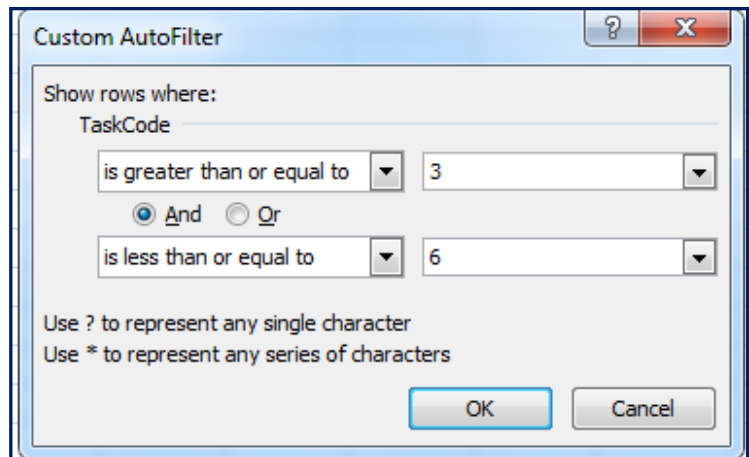 Custom AutoFilter ? X
Show rows where:
TaskCode
is greater than or equal to 3
And Or
is less than or equal to 6
Use ? to represent any single character
Use * to represent any series of characters
OK Cancel